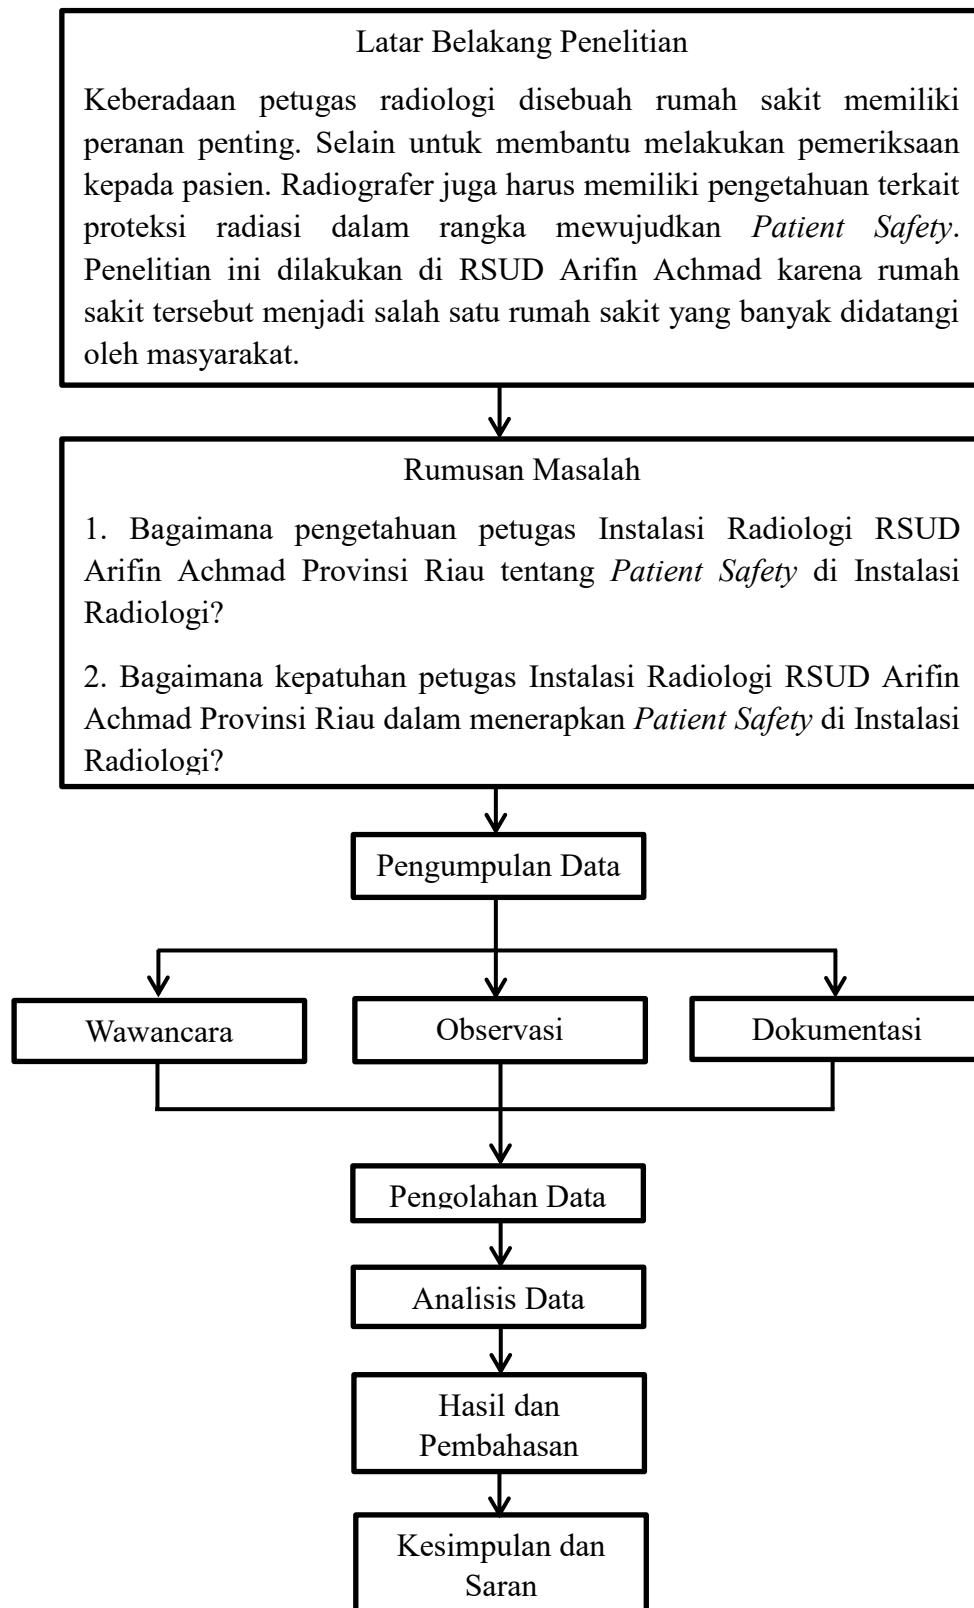 Latar Belakang Penelitian
Keberadaan petugas radiologi disebuah rumah sakit memiliki
peranan penting. Selain untuk membantu melakukan pemeriksaan
kepada pasien. Radiografer juga harus memiliki pengetahuan terkait
proteksi radiasi dalam rangka mewujudkan Patient Safety.
Penelitian ini dilakukan di RSUD Arifin Achmad karena rumah
sakit tersebut menjadi salah satu rumah sakit yang banyak didatangi
oleh masyarakat.
Rumusan Masalah
1. Bagaimana pengetahuan petugas Instalasi Radiologi RSUD
Arifin Achmad Provinsi Riau tentang Patient Safety di Instalasi
Radiologi?
2. Bagaimana kepatuhan petugas Instalasi Radiologi RSUD Arifin
Achmad Provinsi Riau dalam menerapkan Patient Safety di Instalasi
Radiologi?
Pengumpulan Data
Wawancara
Observasi
Dokumentasi
Pengolahan Data
Analisis Data
Hasil dan
Pembahasan
Kesimpulan dan
Saran